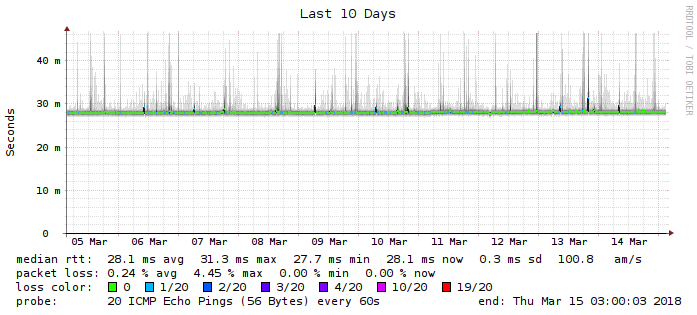 Last 10 Days
RRDTOOL / TOBI OETIKER
Seconds
40 m
30 m
20 m
10 m
0
05 Mar 06 Mar 07 Mar 08 Mar 09 Mar 10 Mar 11 Mar 12 Mar 13 Mar 14 Mar
median rtt: 28.1 ms avg 31.3 ms max 27.7 ms min 28.1 ms now 0.3 ms sd 100.8 am/s
packet loss: 0.24 % avg 4.45 % max 0.00 % min 0.00 % now
loss color: 0 1/20 2/20 3/20 4/20 10/20 19/20
probe: 20 ICMP Echo Pings (56 Bytes) every 60s end: Thu Mar 15 03:00:03 2018